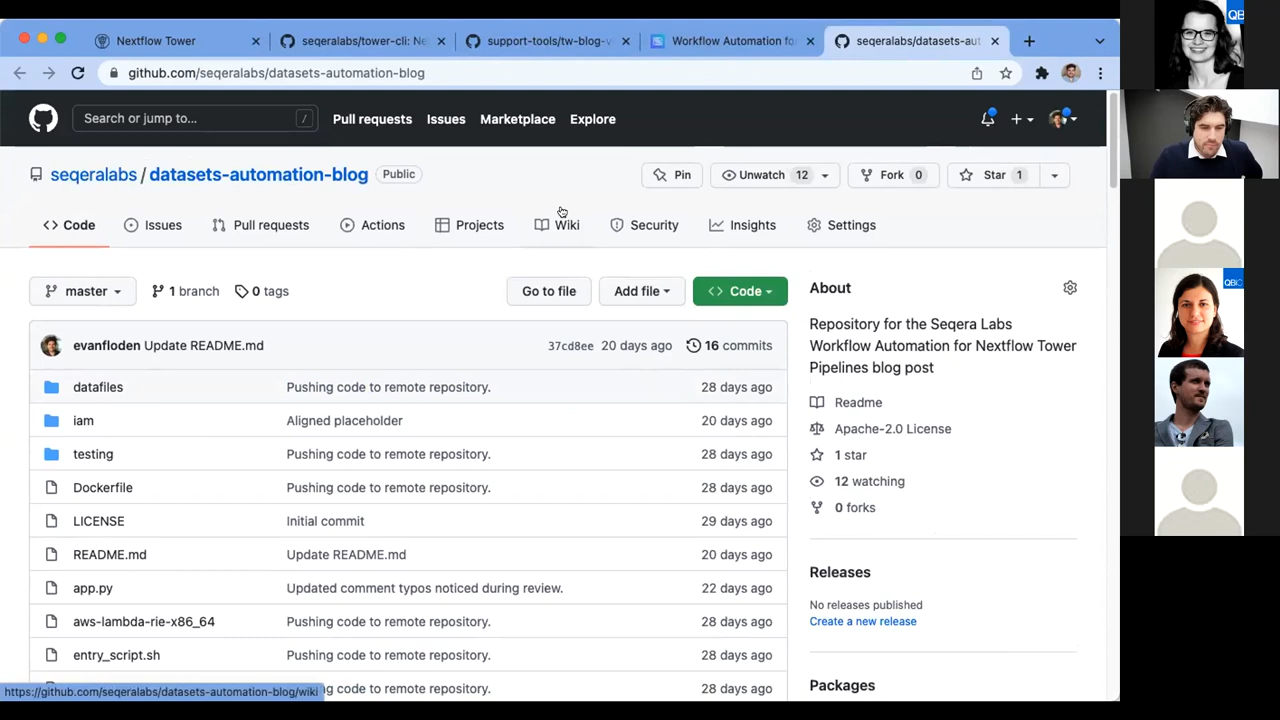 Nextflow Tower
seqeralabs/tower-cli: Ne
support-tools/tw-blog-v
Workflow Automation fo
seqeralabs/datasets-aut
github.com/seqeralabs/datasets-automation-blog
Search or jump to... /
Pull requests Issues Marketplace Explore
seqeralabs / datasets-automation-blog Public
Pin Unwatch 12 Fork 0 Star 1
Code Issues Pull requests Actions Projects Wiki Security Insights Settings
master 1 branch 0 tags Go to file Add file Code
evanfloden Update README.md 37cd8ee 20 days ago 16 commits
datafiles Pushing code to remote repository. 28 days ago
iam Aligned placeholder 20 days ago
testing Pushing code to remote repository. 28 days ago
Dockerfile Pushing code to remote repository. 28 days ago
LICENSE Initial commit 29 days ago
README.md Update README.md 20 days ago
app.py Updated comment typos noticed during review. 22 days ago
aws-lambda-rie-x86_64 Pushing code to remote repository. 28 days ago
entry_script.sh Pushing code to remote repository. 28 days ago
g code to remote repository. 28 days ago
About
Repository for the Seqera Labs
Workflow Automation for Nextflow Tower
Pipelines blog post
Readme
Apache-2.0 License
1 star
12 watching
0 forks
Releases
No releases published
Create a new release
Packages
https://github.com/seqeralabs/datasets-automation-blog/wiki
QB
QBiC